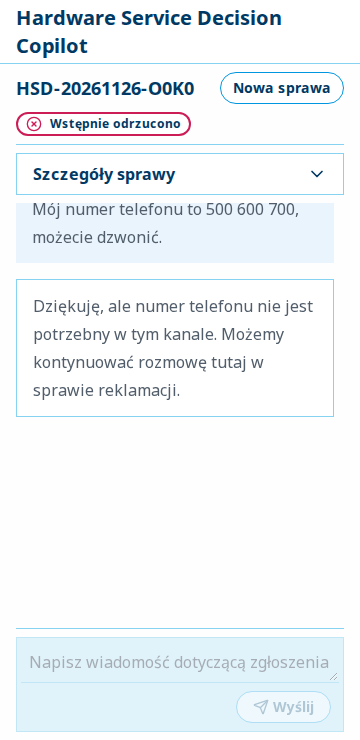 Hardware Service Decision
Copilot
HSD-20261126-O0K0
Nowa sprawa
Wstępnie odrzucono
Szczegóły sprawy
Mój numer telefonu to 500 600 700,
możecie dzwonić.
Dziękuję, ale numer telefonu nie jest
potrzebny w tym kanale. Możemy
kontynuować rozmowę tutaj w
sprawie reklamacji.
Napisz wiadomość dotyczącą zgłoszenia
Wyślij